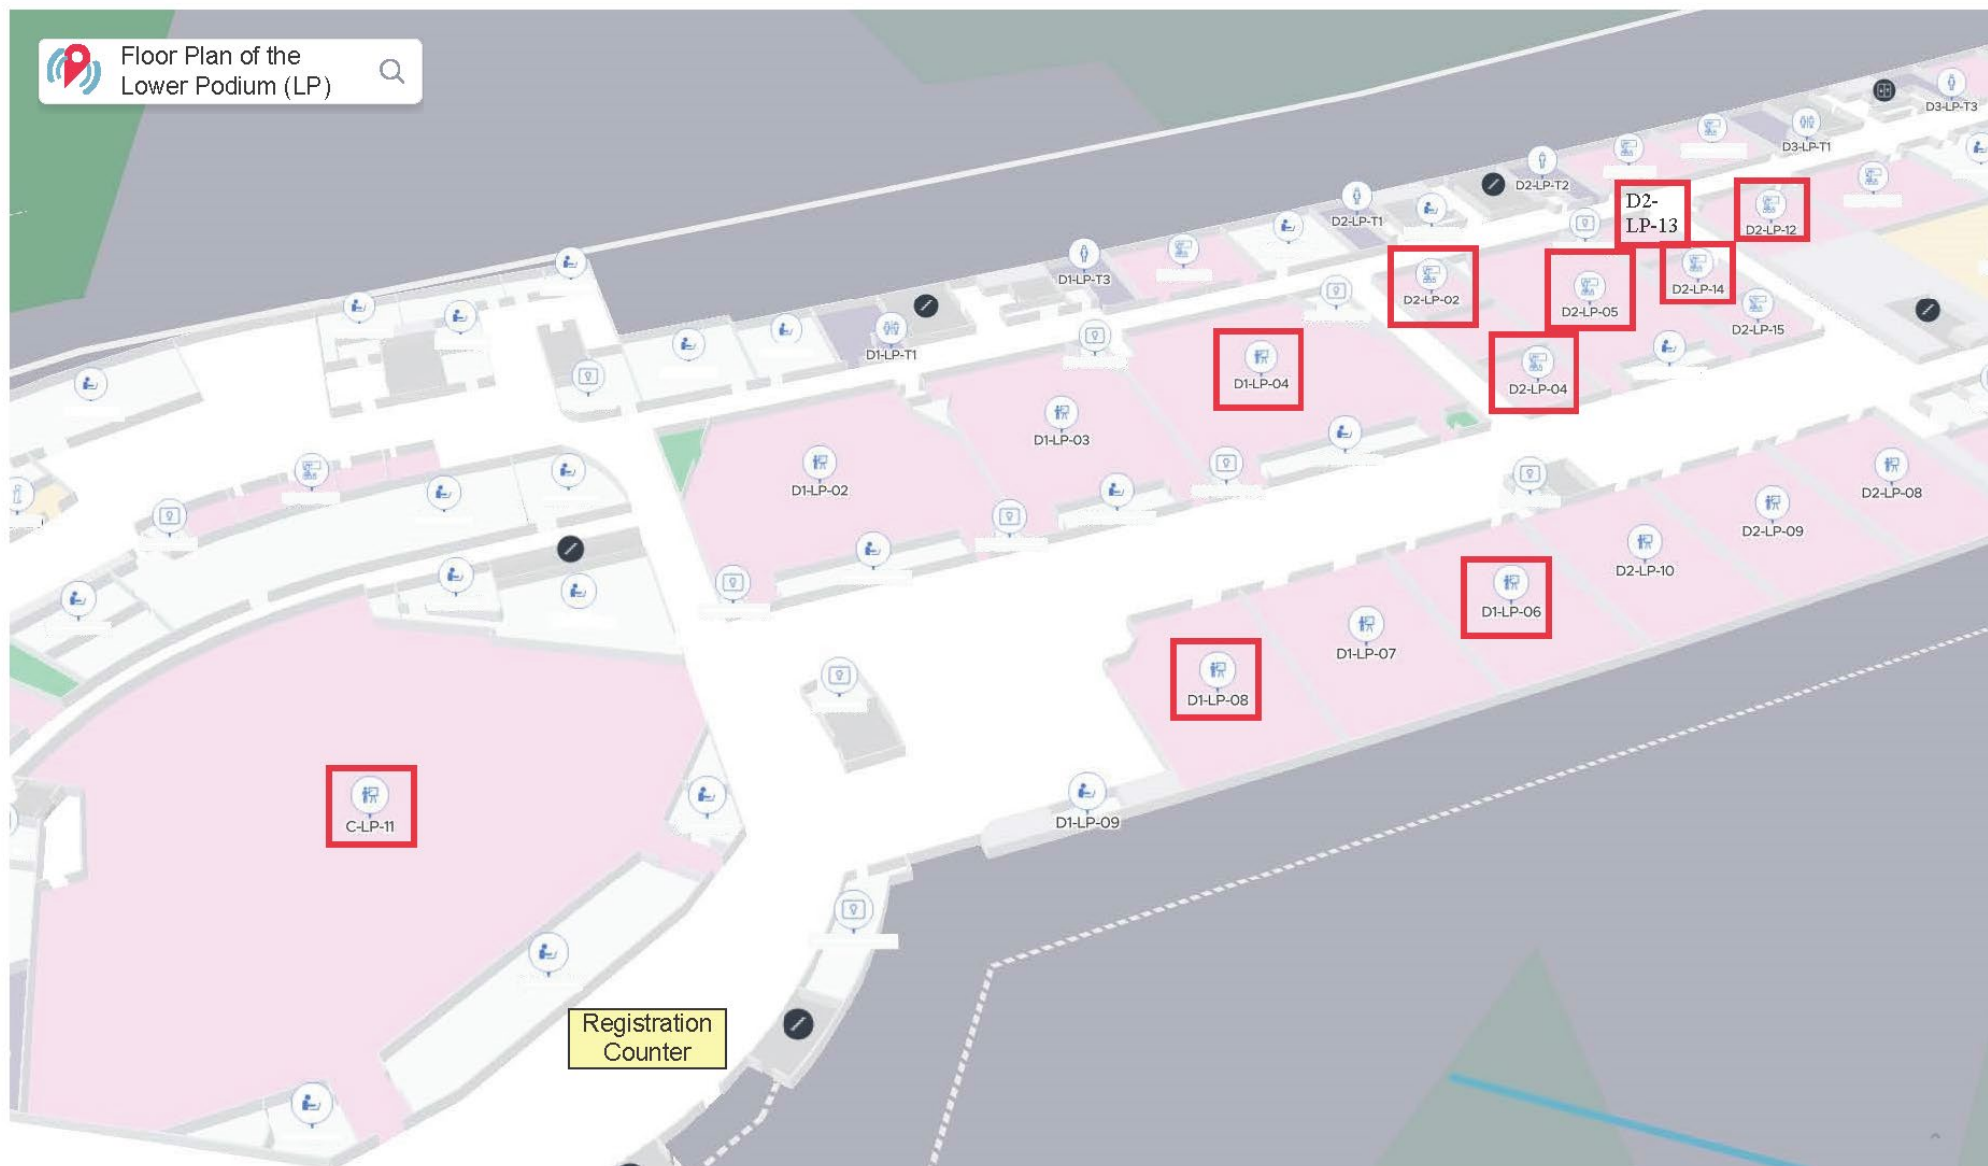 Floor Plan of the
Lower Podium (LP)
D3-LP-T3
D3-LP-T1
D2-LP-T2
D2-LP-T1
D2-
LP-13
D2-LP-12
D1-LP-T3
D2-LP-02
D2-LP-05
D2-LP-14
D2-LP-15
D1-LP-T1
D1-LP-04
D2-LP-04
D1-LP-03
D1-LP-02
D2-LP-08
D2-LP-09
D2-LP-10
D1-LP-06
D1-LP-07
D1-LP-08
C-LP-11
D1-LP-09
Registration
Counter